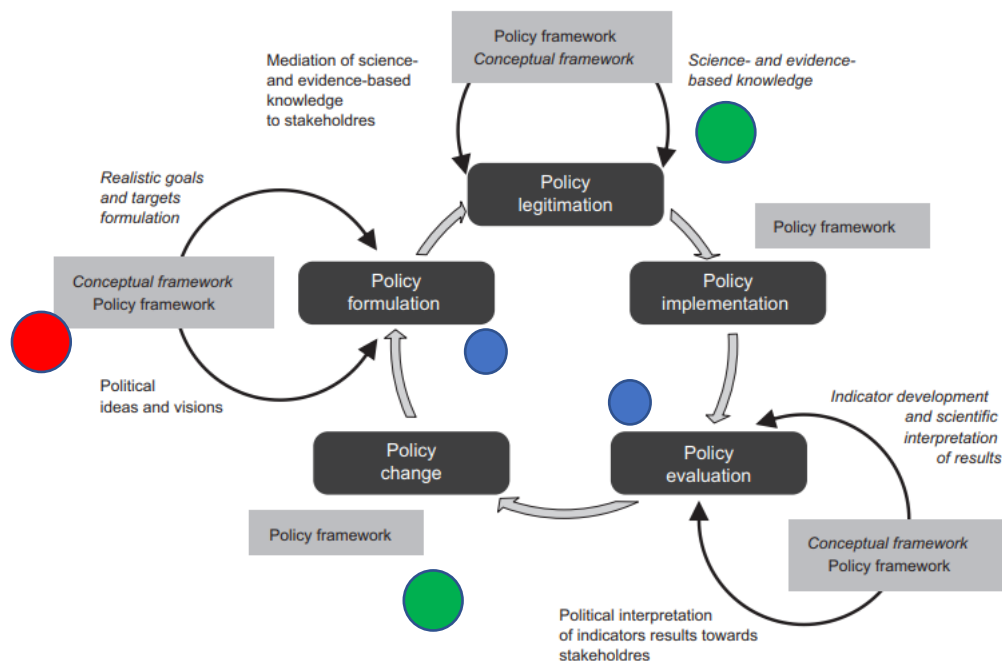 Policy framework
Conceptual framework
Mediation of science-
and evidence-based
knowledge
to stakeholdres
Science- and evidence-
based knowledge
Policy
legitimation
Realistic goals
and targets
formulation
Policy framework
Conceptual framework
Policy framework
Policy
formulation
Policy
implementation
Political
ideas and visions
Indicator development
and scientific
interpretation
of results
Policy
change
Policy
evaluation
Policy framework
Conceptual framework
Policy framework
Political interpretation
of indicators results towards
stakeholdres